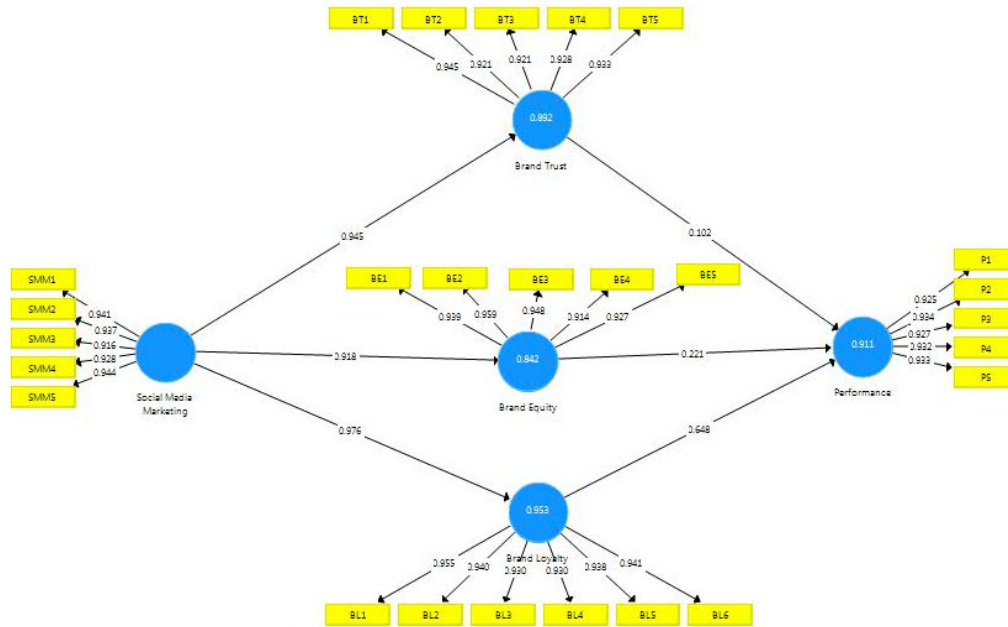 BT1 BT2 BT3 BT4 BT5
0.945 0.921 0.921 0.928 0.933
0.892
Brand Trust
0.945
0.102
SMM1
SMM2
SMM3
SMM4
SMM5
0.941
0.937
0.916
0.928
0.944
Social Media
Marketing
BE1 BE2 BE3 BE4 BE5
0.939 0.959 0.948 0.914 0.927
0.918
0.842
0.221
Brand Equity
P1
P2
P3
P4
P5
0.925
0.934
0.927
0.932
0.933
0.911
Performance
0.976
0.648
0.953
Brand Loyalty
0.955 0.940 0.930 0.930 0.938 0.941
BL1 BL2 BL3 BL4 BL5 BL6